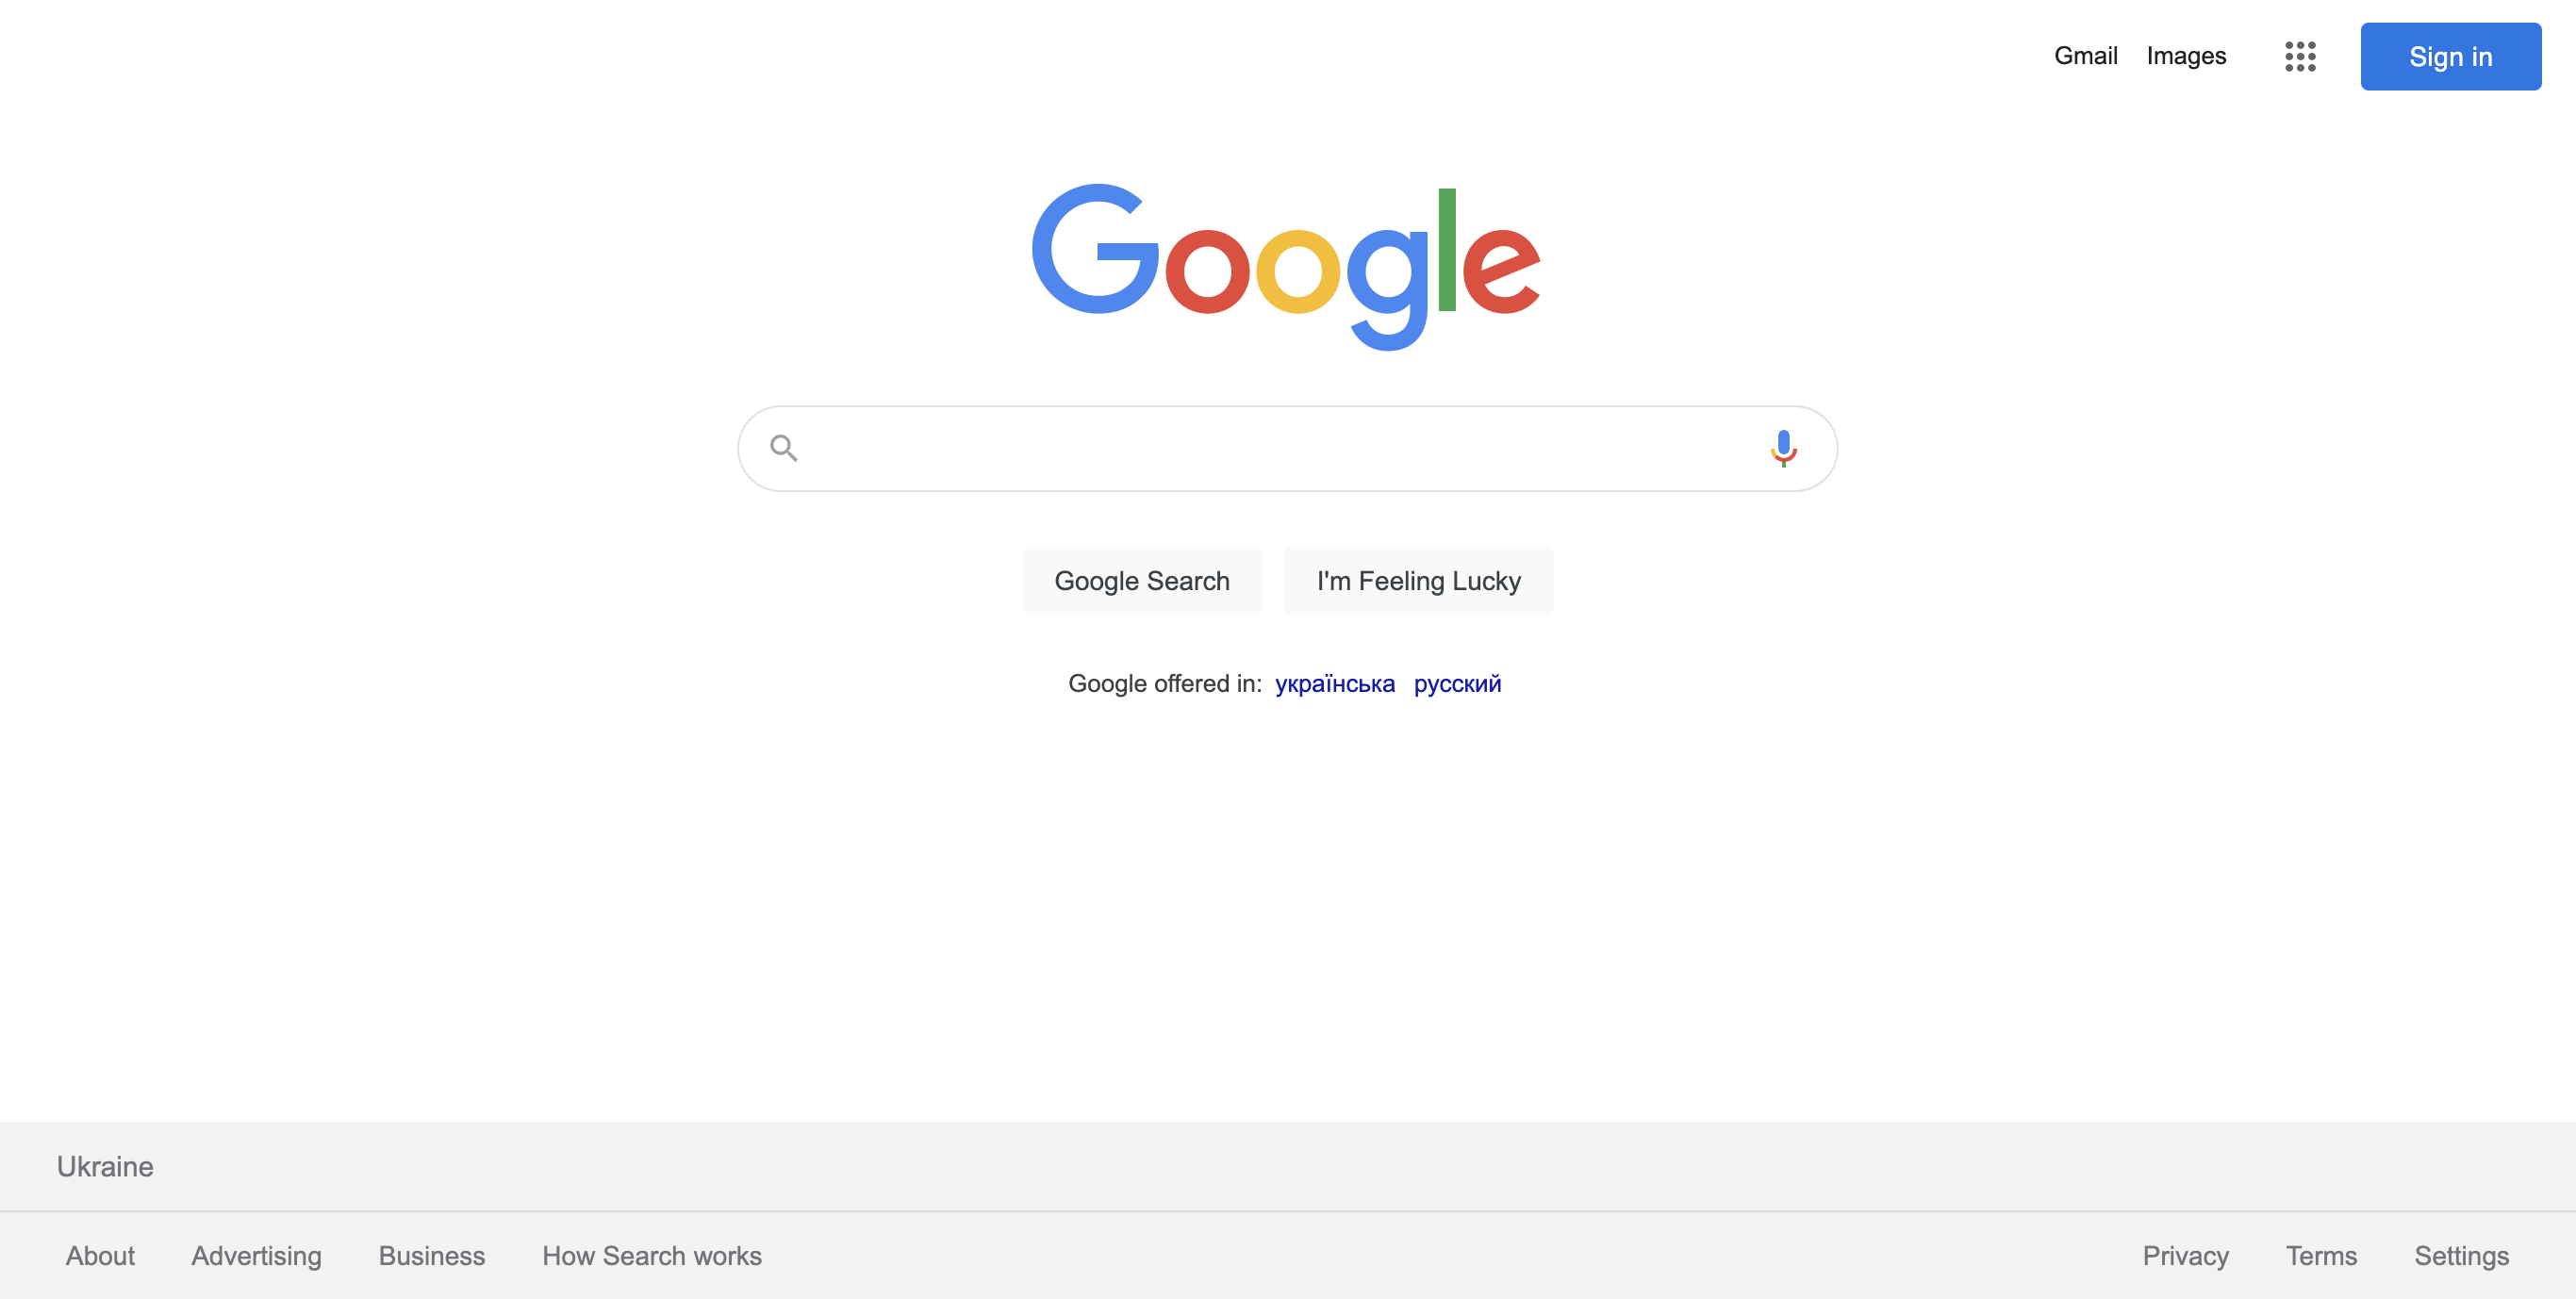 Gmail Images Sign in
Google
Google Search I'm Feeling Lucky
Google offered in: українська русский
Ukraine
About Advertising Business How Search works Privacy Terms Settings